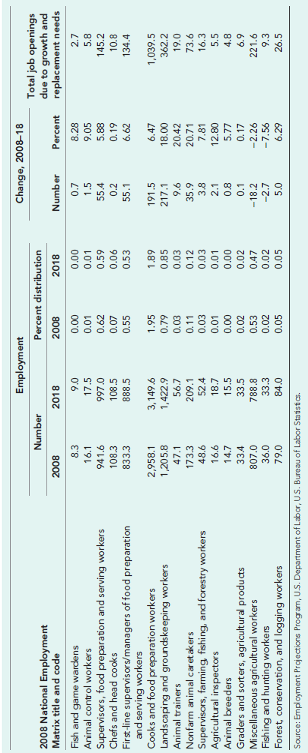 Employment
Change, 2008–18
Total job openings
due to growth and
replacement needs
Number
Percent distribution
2008 National Employment
Matrix title and code
2008
2018
2008
2018
Number
Percent
Fish and game wardens 8.3 9.0 0.00 0.00 0.7 8.28 2.7
Animal control workers 16.1 17.5 0.01 0.01 1.5 9.05 5.8
Supervisors, food preparation and serving workers 941.6 997.0 0.62 0.59 55.4 5.88 145.2
Chefs and head cooks 108.3 108.5 0.07 0.06 0.2 0.19 10.8
First-line supervisors/managers of food preparation 833.3 888.5 0.55 0.53 55.1 6.62 134.4
and serving workers
Cooks and food preparation workers 2,958.1 3,149.6 1.95 1.89 191.5 6.47 1,039.5
Landscaping and groundskeeping workers 1,205.8 1,422.9 0.79 0.85 217.1 18.00 362.2
Animal trainers 47.1 56.7 0.03 0.03 9.6 20.42 19.0
Nonfarm animal caretakers 173.3 209.1 0.11 0.12 35.9 20.71 73.6
Supervisors, farming, fishing, and forestry workers 48.6 52.4 0.03 0.03 3.8 7.81 16.3
Agricultural inspectors 16.6 18.7 0.01 0.01 2.1 12.80 5.5
Animal breeders 14.7 15.5 0.01 0.00 0.8 5.77 4.8
Graders and sorters, agricultural products 33.4 33.5 0.02 0.02 0.1 0.17 6.9
Miscellaneous agricultural workers 807.0 788.8 0.53 0.47 −18.2 −2.26 221.6
Fishing and hunting workers 36.0 33.3 0.02 0.02 −2.7 −7.56 9.3
Forest, conservation, and logging workers 79.0 84.0 0.05 0.05 5.0 6.29 26.5
Source: Employment Projections Program, U.S. Department of Labor, U.S. Bureau of Labor Statistics.